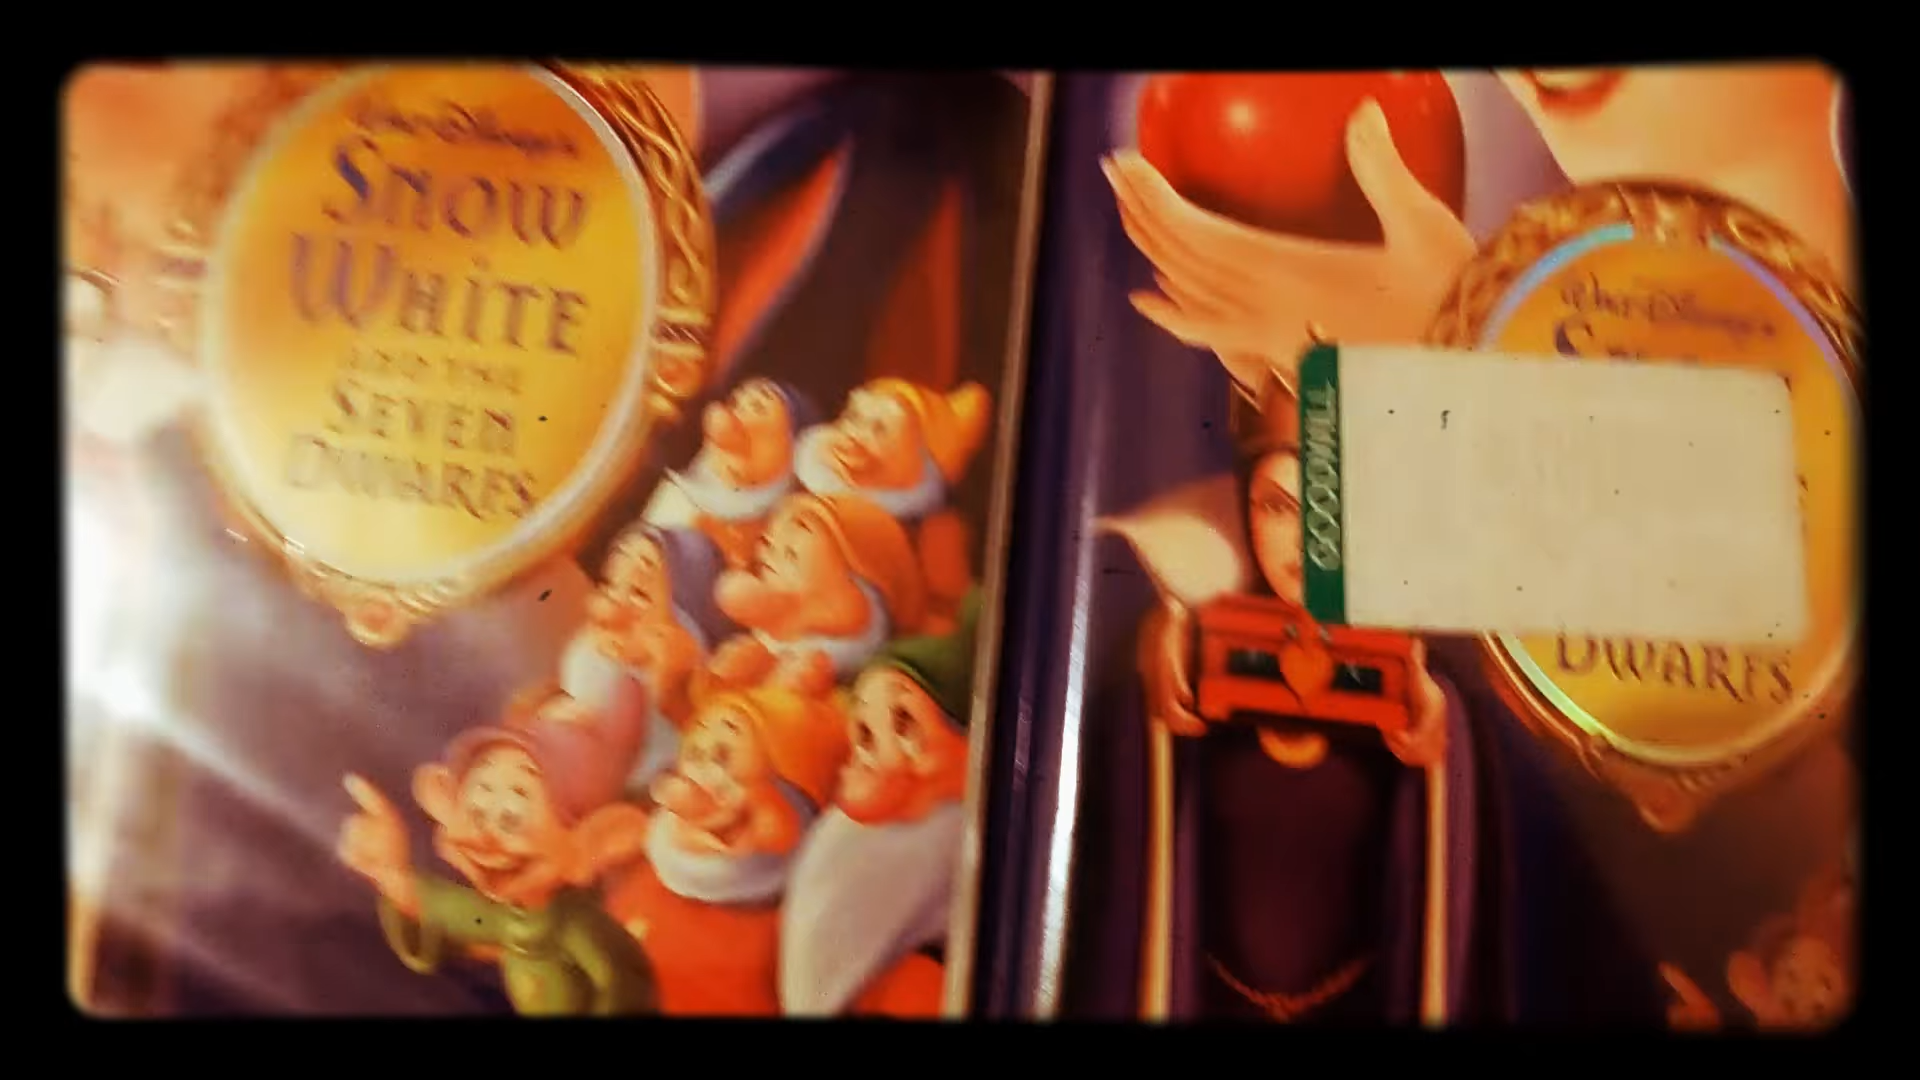 Walt Disney's
Snow
White
AND THE
Seven
Dwarfs
Walt Disney's
GOODWILL
Dwarfs